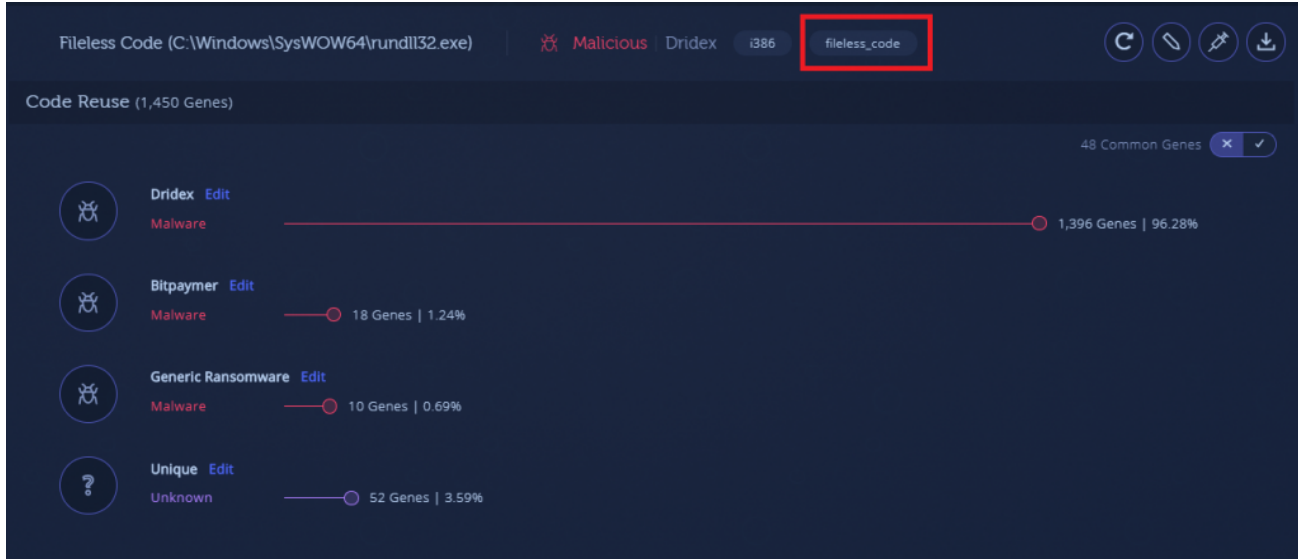 Fileless Code (C:\Windows\SysWOW64\rundll32.exe) Malicious Dridex i386 fileless_code
Code Reuse (1,450 Genes)
48 Common Genes
Dridex Edit
Malware 1,396 Genes | 96.28%
Bitpaymer Edit
Malware 18 Genes | 1.24%
Generic Ransomware Edit
Malware 10 Genes | 0.69%
Unique Edit
Unknown 52 Genes | 3.59%